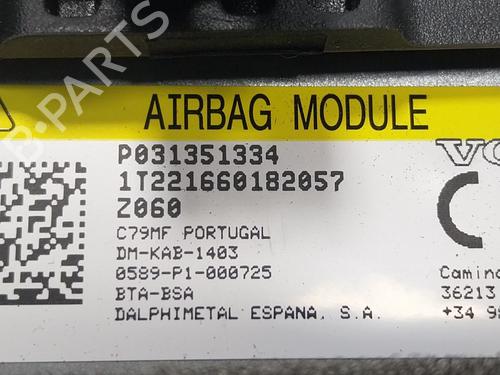 AIRBAG MODULE
P031351334
1T221660182057
Z060
C79MF PORTUGAL
DM-KAB-1403
0589-P1-000725
BTA-BSA
DALPHIMETAL ESPANA, S.A.
CE
36213
+34
B-PARTS